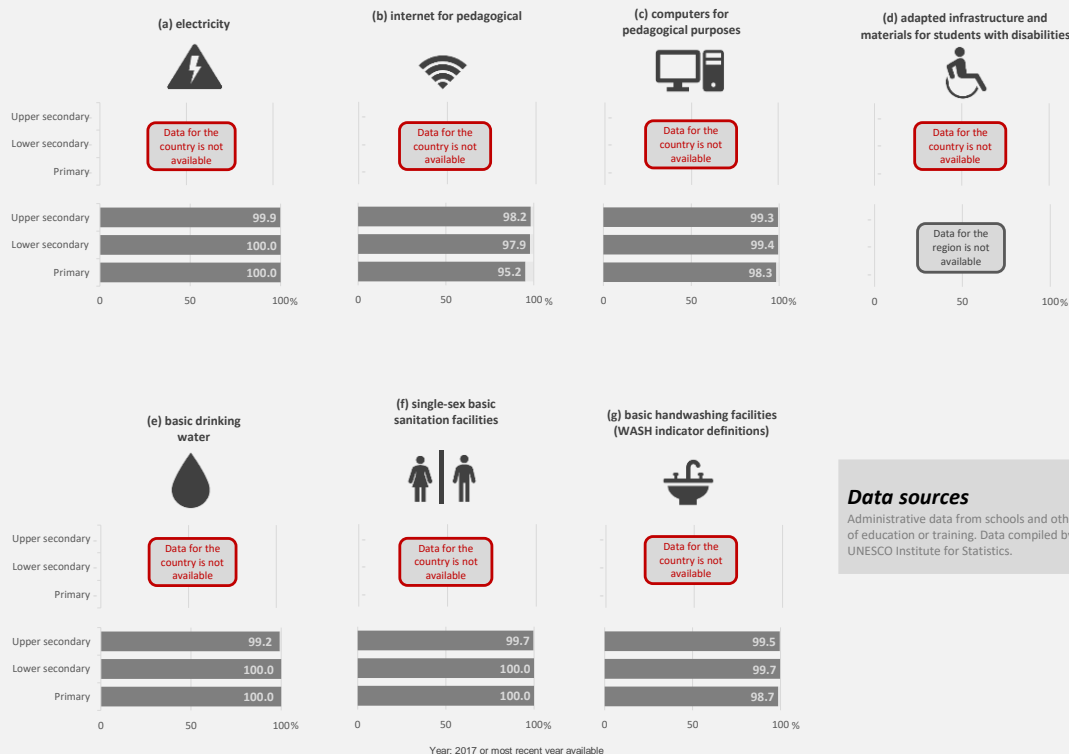 (a) electricity
(b) internet for pedagogical
(c) computers for
pedagogical purposes
(d) adapted infrastructure and
materials for students with disabilities
Upper secondary
Lower secondary
Primary
Data for the
country is not
available
Data for the
country is not
available
Data for the
country is not
available
Data for the
country is not
available
Upper secondary
Lower secondary
Primary
99.9
100.0
100.0
0 50 100%
98.2
97.9
95.2
0 50 100 %
99.3
99.4
98.3
0 50 100 %
Data for the
region is not
available
0 50 100 %
(e) basic drinking
water
(f) single-sex basic
sanitation facilities
(g) basic handwashing facilities
(WASH indicator definitions)
Upper secondary
Lower secondary
Primary
Data for the
country is not
available
Data for the
country is not
available
Data for the
country is not
available
Upper secondary
Lower secondary
Primary
99.2
100.0
100.0
0 50 100%
99.7
100.0
100.0
0 50 100 %
99.5
99.7
98.7
0 50 100 %
Data sources
Administrative data from schools and oth
of education or training. Data compiled by
UNESCO Institute for Statistics.
Year: 2017 or most recent year available